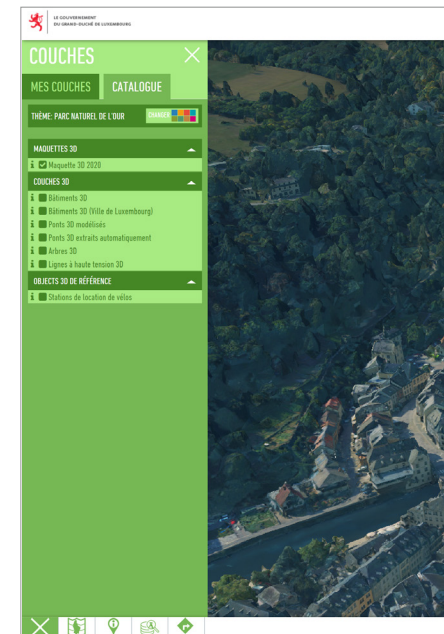 LE GOUVERNEMENT
DU GRAND-DUCHÉ DE LUXEMBOURG
COUCHES
MES COUCHES CATALOGUE
THÈME: PARC NATUREL DE L'OUR CHANGER
MAQUETTES 3D
Maquette 3D 2020
COUCHES 3D
Bâtiments 3D
Bâtiments 3D (Ville de Luxembourg)
Ponts 3D modélisés
Ponts 3D extraits automatiquement
Arbres 3D
Lignes à haute tension 3D
OBJECTS 3D DE RÉFÉRENCE
Stations de location de vélos